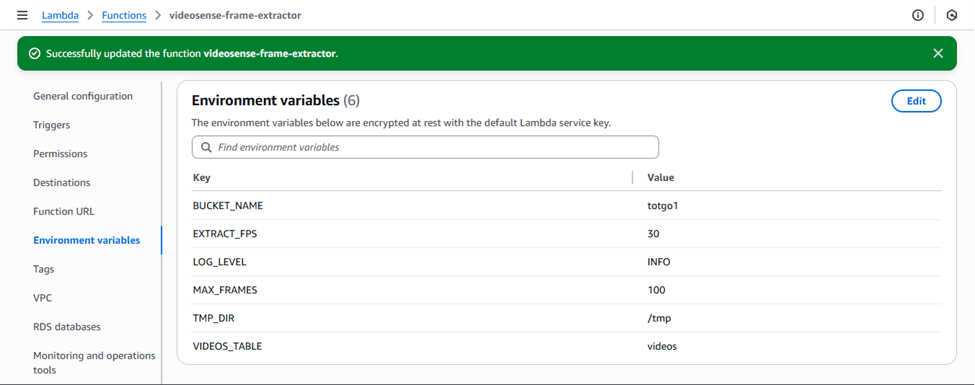 Lambda > Functions > videosense-frame-extractor
Successfully updated the function videosense-frame-extractor.
General configuration
Triggers
Permissions
Destinations
Function URL
Environment variables
Tags
VPC
RDS databases
Monitoring and operations
tools
Environment variables (6)
Edit
The environment variables below are encrypted at rest with the default Lambda service key.
Find environment variables
Key Value
BUCKET_NAME totgo1
EXTRACT_FPS 30
LOG_LEVEL INFO
MAX_FRAMES 100
TMP_DIR /tmp
VIDEOS_TABLE videos